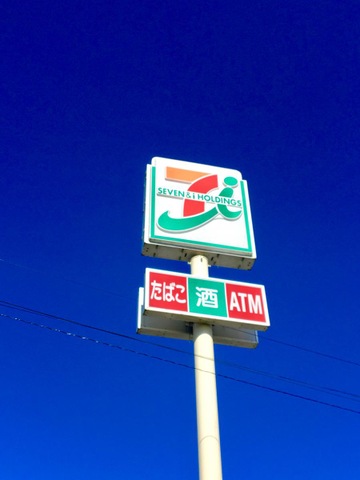 SEVEN & i HOLDINGS
たばこ 酒 ATM